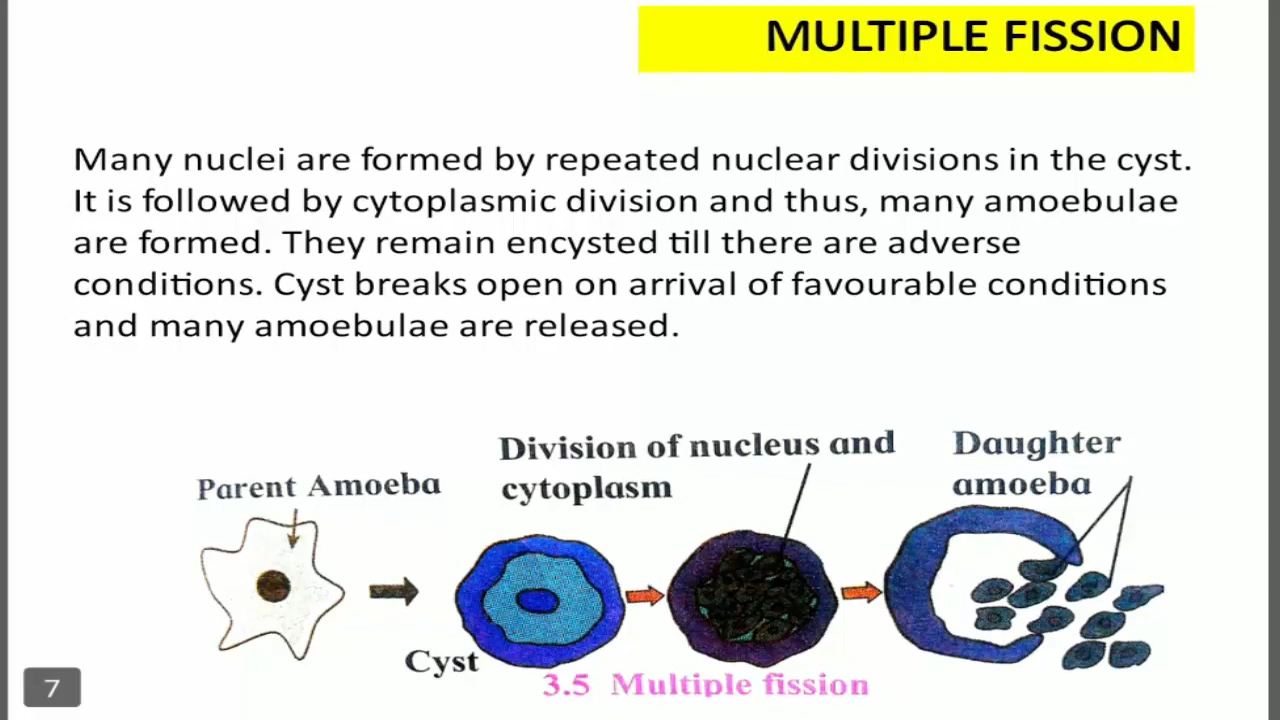 MULTIPLE FISSION
Many nuclei are formed by repeated nuclear divisions in the cyst.
It is followed by cytoplasmic division and thus, many amoebulae
are formed. They remain encysted till there are adverse
conditions. Cyst breaks open on arrival of favourable conditions
and many amoebulae are released.
Parent Amoeba
Division of nucleus and
cytoplasm
Daughter
amoeba
Cyst
3.5 Multiple fission
7